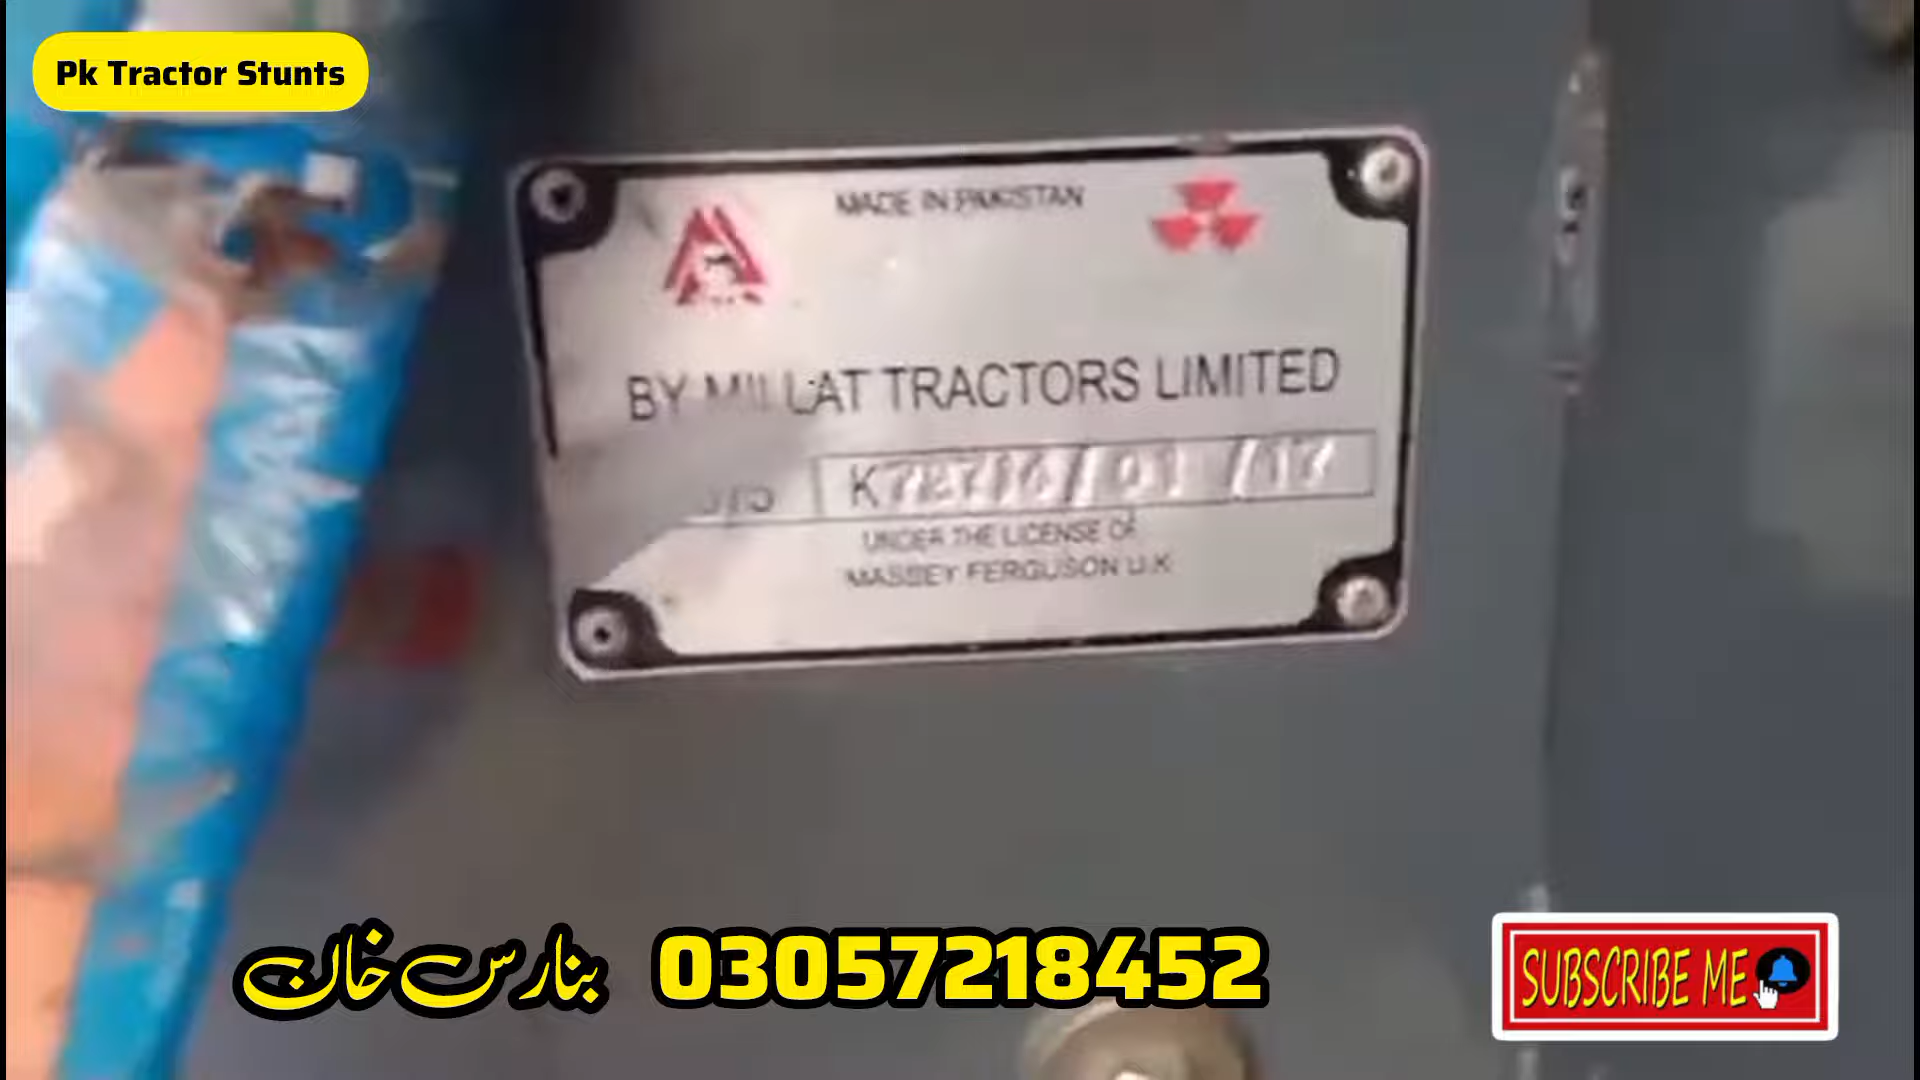 Pk Tractor Stunts
MADE IN PAKISTAN
BY MILLAT TRACTORS LIMITED
UNDER THE LICENSE OF
MASSEY FERGUSON U.K
بنارس خان 03057218452
SUBSCRIBE ME